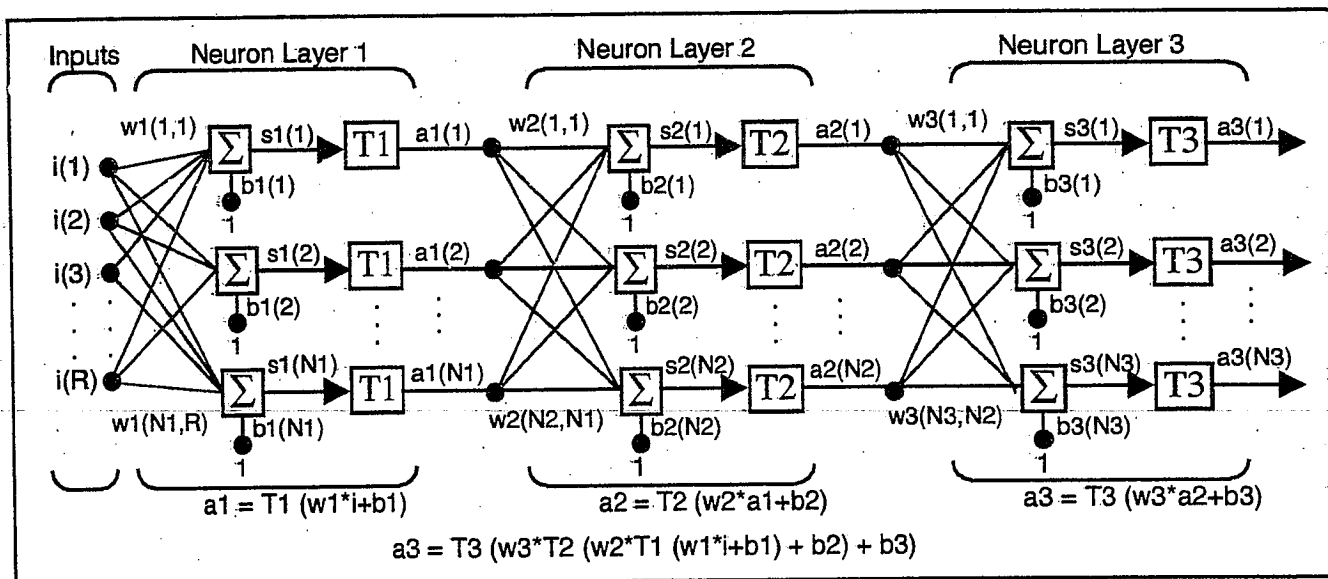 Inputs Neuron Layer 1 Neuron Layer 2 Neuron Layer 3
w1(1,1) Σ s1(1) T1 a1(1) w2(1,1) Σ s2(1) T2 a2(1) w3(1,1) Σ s3(1) T3 a3(1)
i(1) b1(1) b2(1) b3(1)
1 1 1
i(2)
i(3) Σ s1(2) T1 a1(2) Σ s2(2) T2 a2(2) Σ s3(2) T3 a3(2)
b1(2) b2(2) b3(2)
1 1 1
i(R) Σ s1(N1) T1 a1(N1) Σ s2(N2) T2 a2(N2) Σ s3(N3) T3 a3(N3)
w1(N1,R) b1(N1) w2(N2,N1) b2(N2) w3(N3,N2) b3(N3)
1 1 1
a1 = T1 (w1*i+b1) a2 = T2 (w2*a1+b2) a3 = T3 (w3*a2+b3)
a3 = T3 (w3*T2 (w2*T1 (w1*i+b1) + b2) + b3)